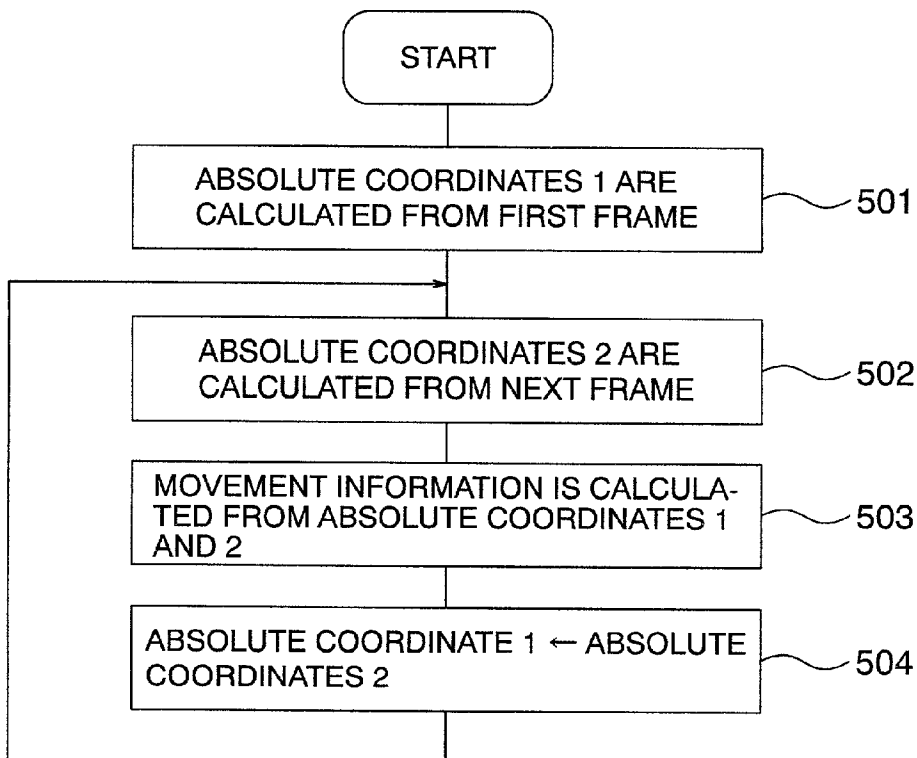 START
ABSOLUTE COORDINATES 1 ARE
CALCULATED FROM FIRST FRAME
501
ABSOLUTE COORDINATES 2 ARE
CALCULATED FROM NEXT FRAME
502
MOVEMENT INFORMATION IS CALCULA-
TED FROM ABSOLUTE COORDINATES 1
AND 2
503
ABSOLUTE COORDINATE 1 ← ABSOLUTE
COORDINATES 2
504